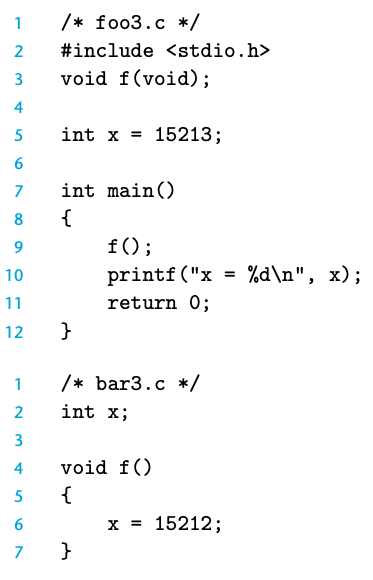 1 /* foo3.c */
2 #include <stdio.h>
3 void f(void);
4
5 int x = 15213;
6
7 int main()
8 {
9     f();
10     printf("x = %d\n", x);
11     return 0;
12 }
1 /* bar3.c */
2 int x;
3
4 void f()
5 {
6     x = 15212;
7 }